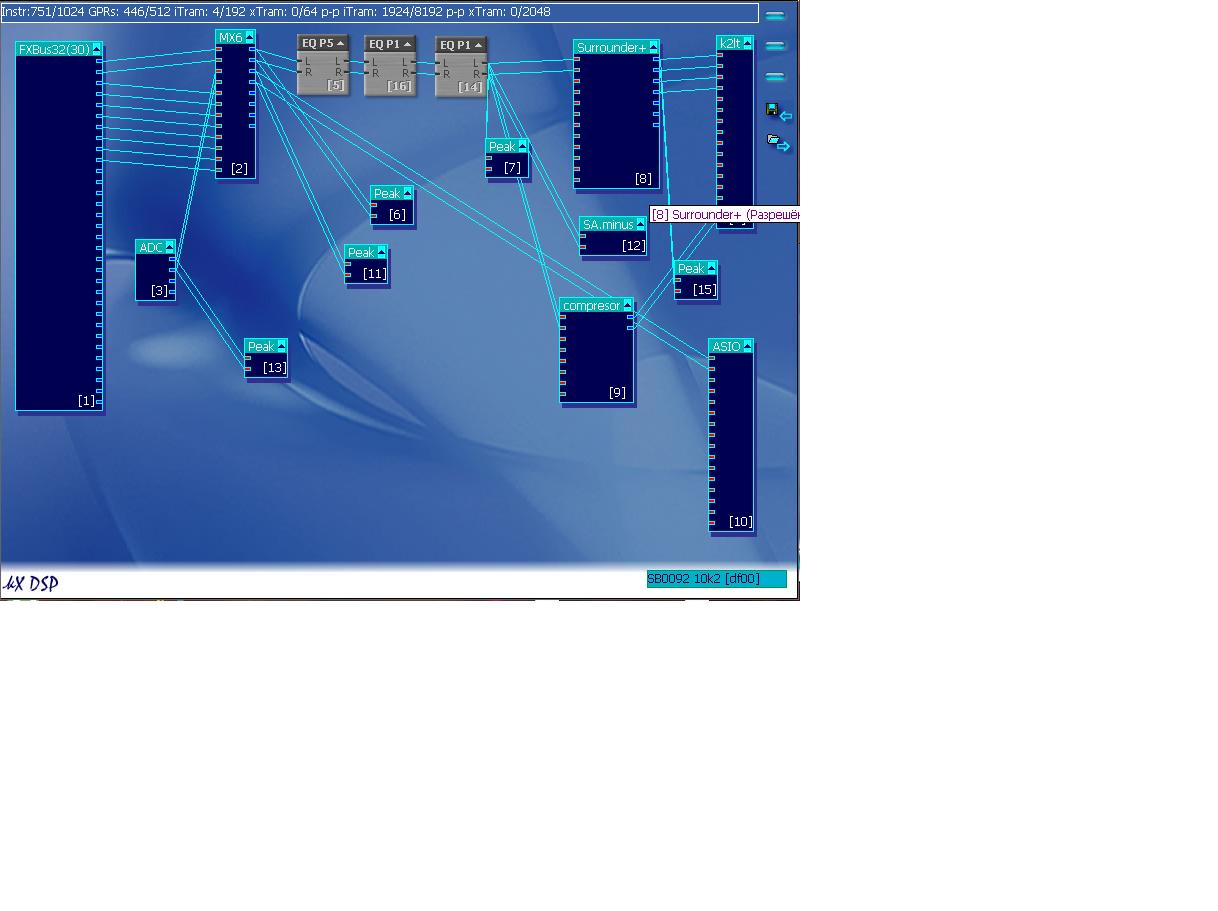 Instr:751/1024 GPRs: 446/512 iTram: 4/192 xTram: 0/64 p-p iTram: 1924/8192 p-p xTram: 0/2048
FXBus32(30)
[1]
MX6
[2]
ADC
[3]
EQ P5
L L
R R
[5]
EQ P1
L L
R R
[16]
EQ P1
L L
R R
[14]
Peak
[7]
Peak
[6]
Peak
[11]
Peak
[13]
Surrounder+
[8]
k2lt
[8] Surrounder+ (Разрешён
SA.minus
[12]
Peak
[15]
compresor
[9]
ASIO
[10]
µX DSP
SB0092 10k2 [df00]